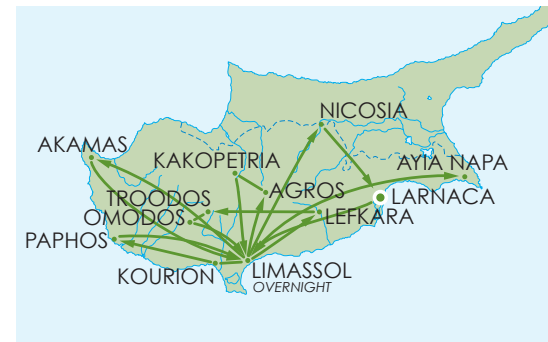 NICOSIA
AKAMAS
KAKOPETRIA
AYIA NAPA
TROODOS
AGROS
LARNACA
OMODOS
LEFKARA
PAPHOS
KOURION
LIMASSOL
OVERNIGHT